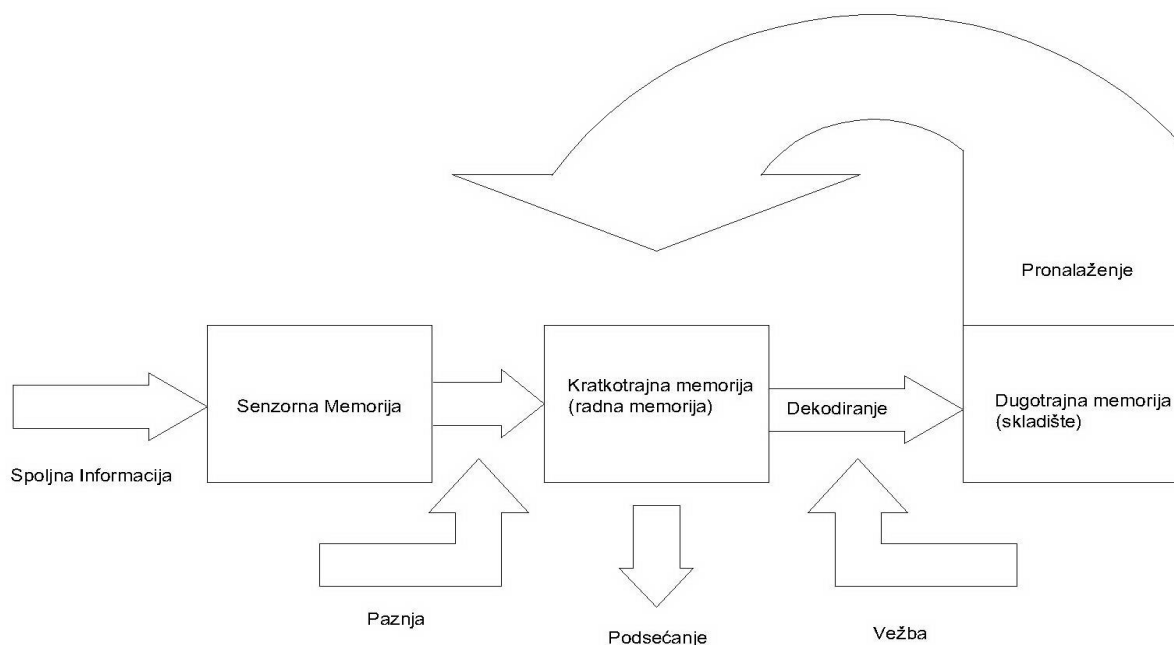 Pronalaženje
Senzorna Memorija
Kratkotrajna memorija
(radna memorija)
Dekodiranje
Dugotrajna memorija
(skladište)
Spoljna Informacija
Paznja
Podsećanje
Vežba